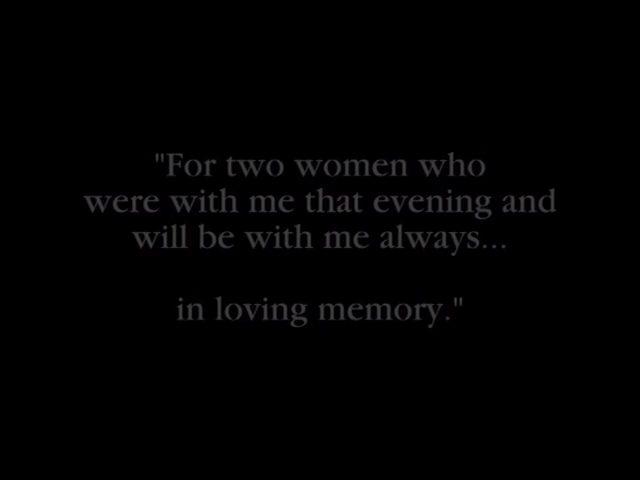 "For two women who
were with me that evening and
will be with me always...
in loving memory."